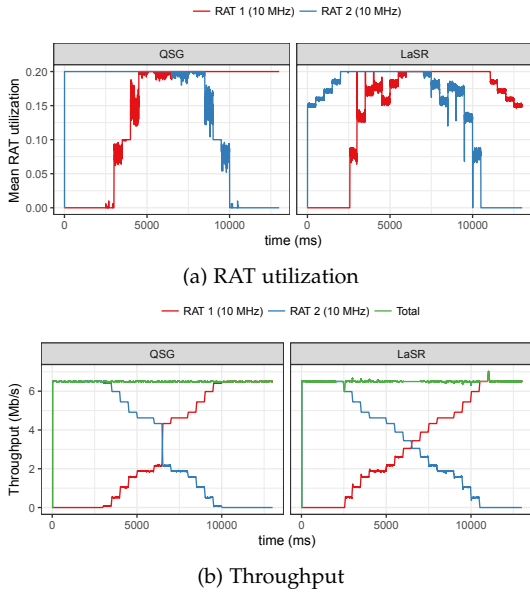 RAT 1 (10 MHz) RAT 2 (10 MHz)
QSG LaSR
Mean RAT utilization
0.20
0.15
0.10
0.05
0.00
0 5000 10000 0 5000 10000
time (ms)
(a) RAT utilization
RAT 1 (10 MHz) RAT 2 (10 MHz) Total
QSG LaSR
Throughput (Mb/s)
6
4
2
0
0 5000 10000 0 5000 10000
time (ms)
(b) Throughput